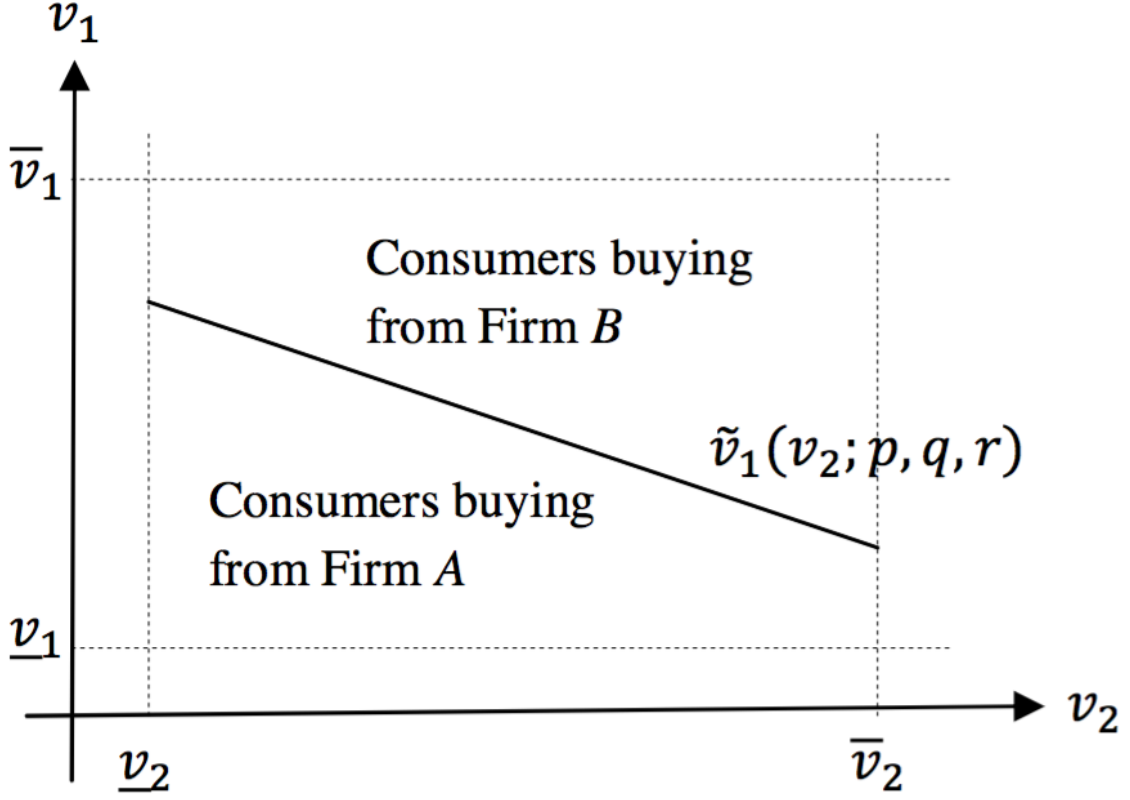 v₁
v̅₁
Consumers buying
from Firm B
ṽ₁(v₂; p, q, r)
Consumers buying
from Firm A
v̲₁
v₂
v̲₂
v̅₂